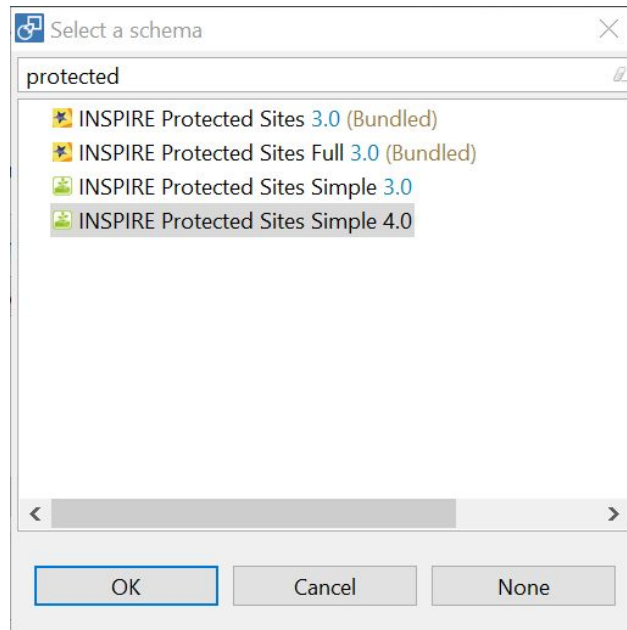 Select a schema
protected
INSPIRE Protected Sites 3.0 (Bundled)
INSPIRE Protected Sites Full 3.0 (Bundled)
INSPIRE Protected Sites Simple 3.0
INSPIRE Protected Sites Simple 4.0
OK Cancel None